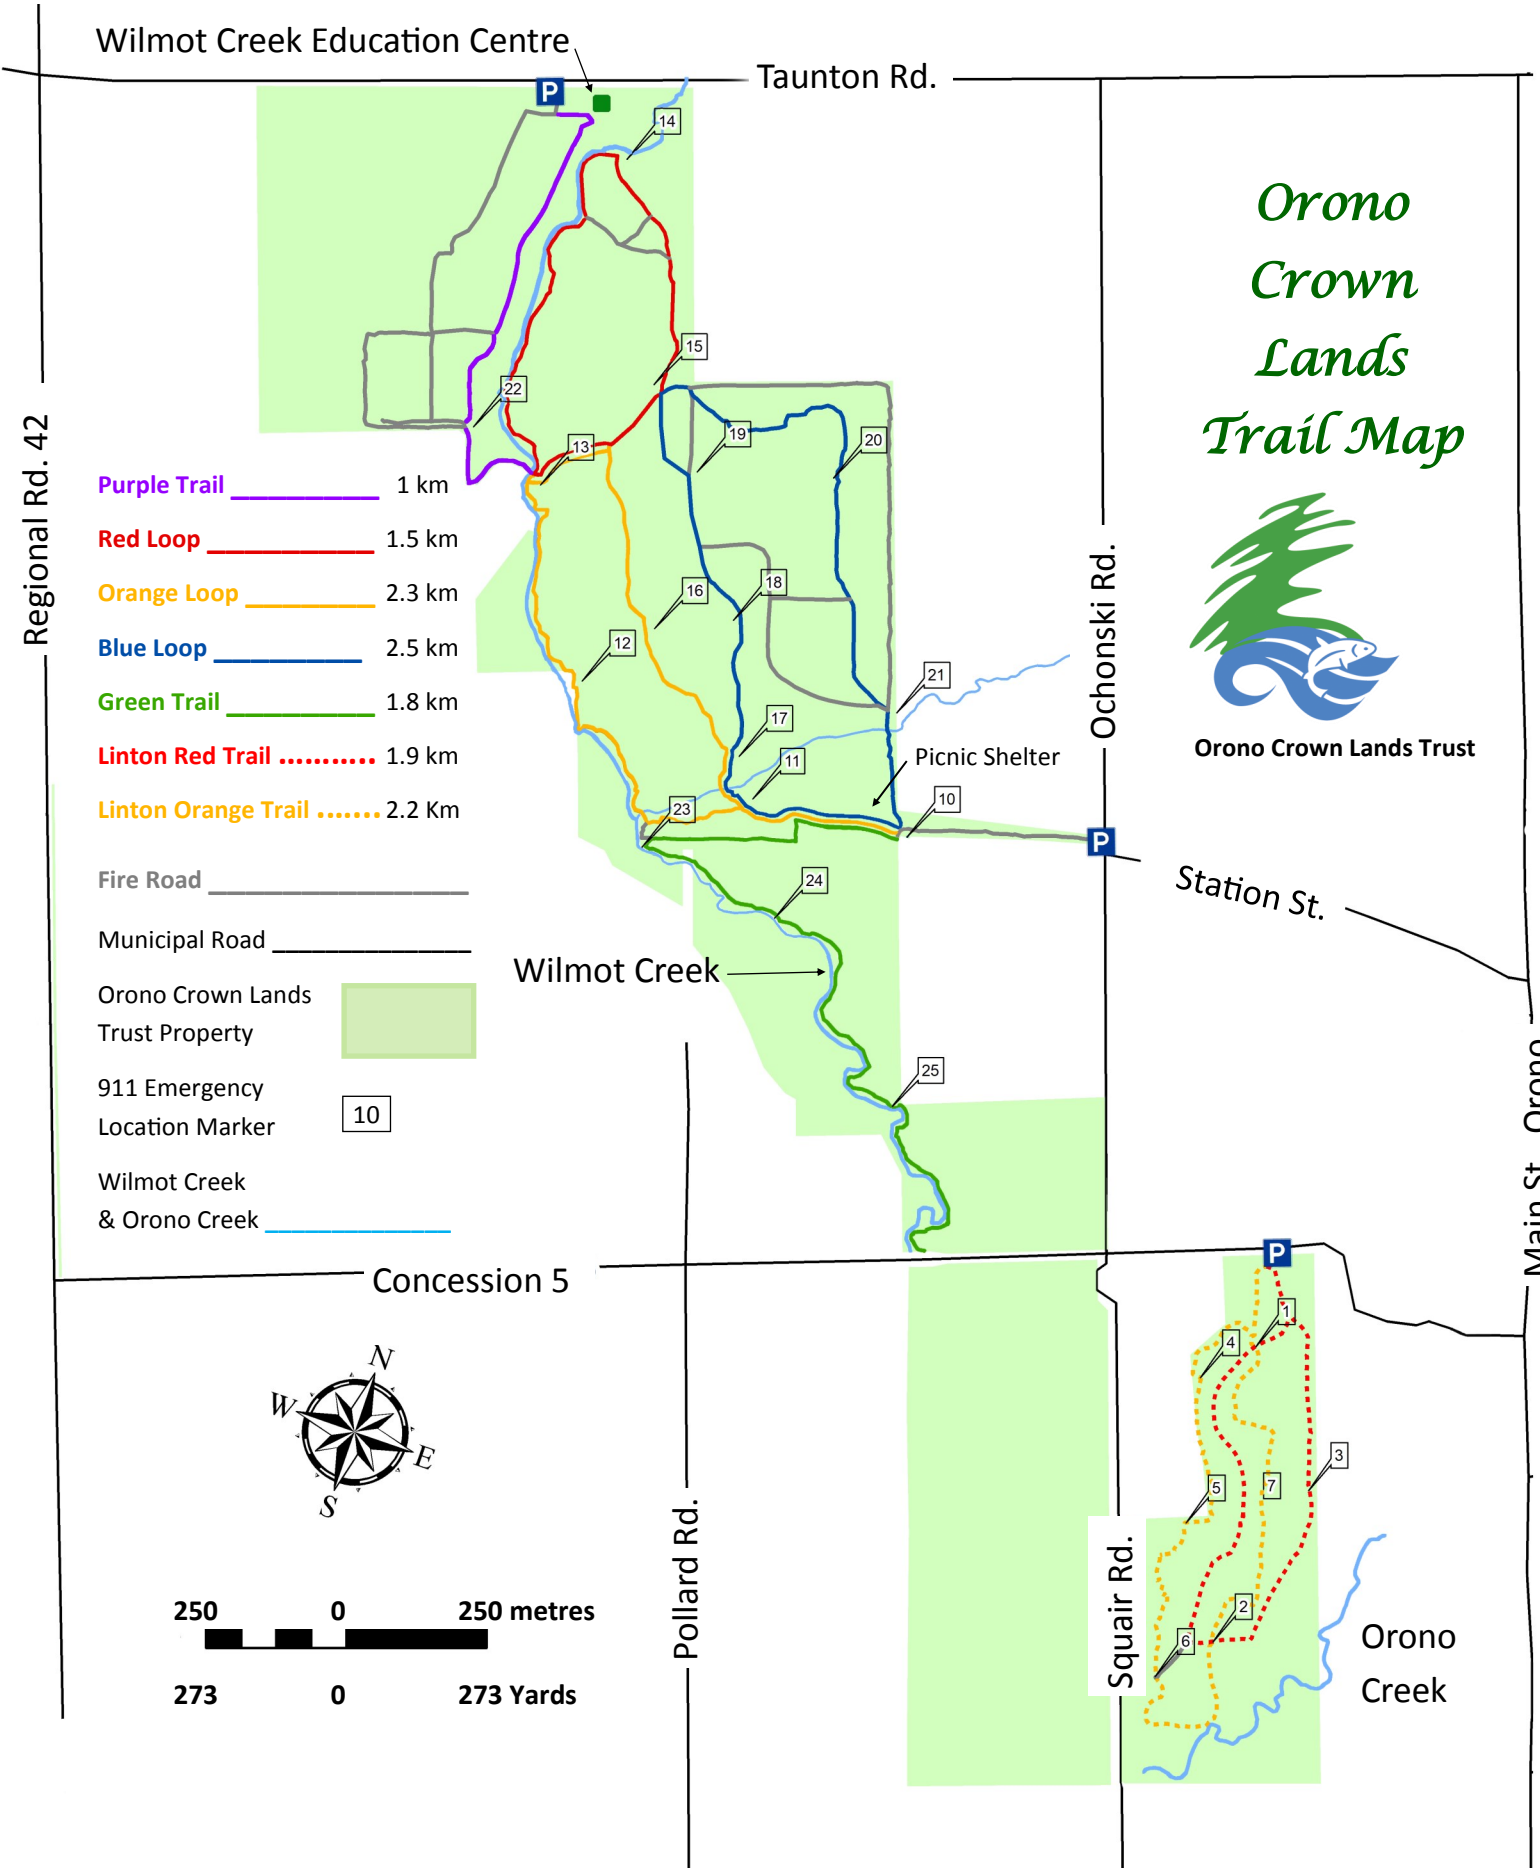 Wilmot Creek Education Centre
P
Taunton Rd.
14
Orono
Crown
Lands
Trail Map
15
22
19
20
13
Regional Rd. 42
Purple Trail 1 km
Red Loop 1.5 km
Orange Loop 2.3 km
Blue Loop 2.5 km
Green Trail 1.8 km
Linton Red Trail ........... 1.9 km
Linton Orange Trail ....... 2.2 Km
Fire Road
Municipal Road
Orono Crown Lands
Trust Property
911 Emergency
Location Marker
10
Wilmot Creek
& Orono Creek
16
18
12
21
17
11
Picnic Shelter
23
10
Ochonski Rd.
Orono Crown Lands Trust
P
Station St.
24
Wilmot Creek
25
Main St. Orono
Concession 5
P
N
W
E
S
1
4
3
5
7
2
6
Pollard Rd.
Squair Rd.
Orono
Creek
250 0 250 metres
273 0 273 Yards